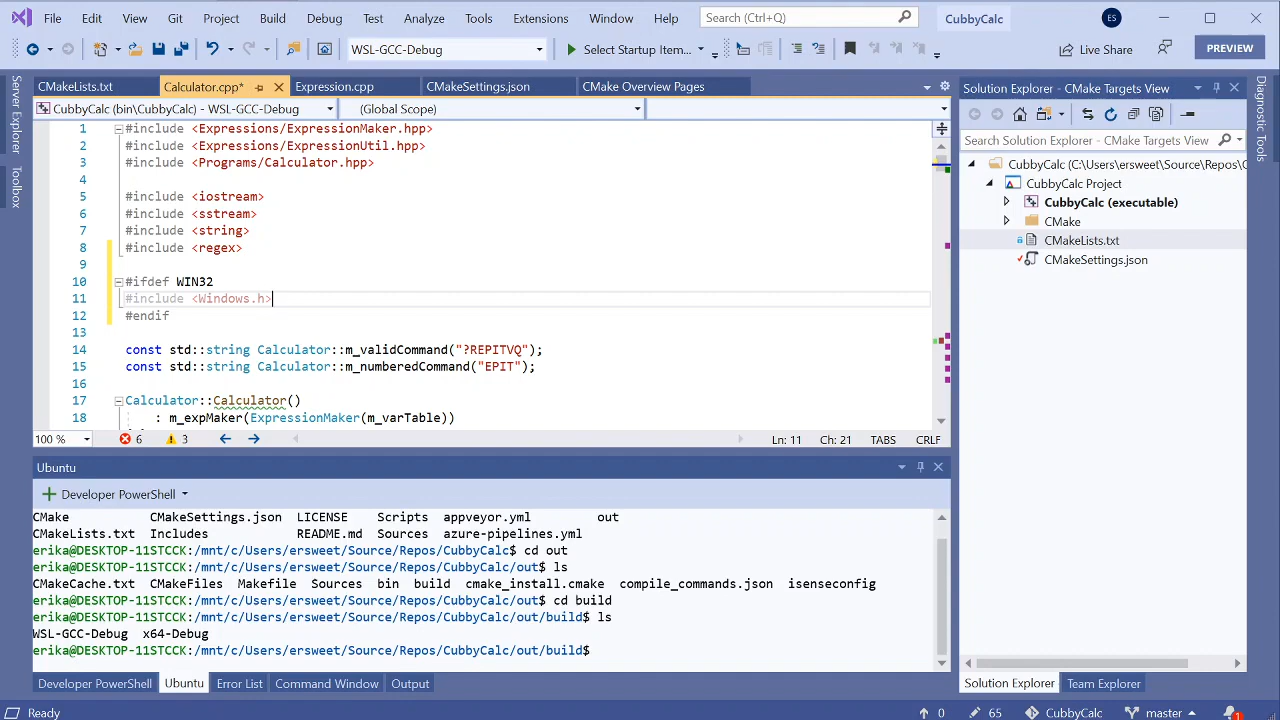 File Edit View Git Project Build Debug Test Analyze Tools Extensions Window Help Search (Ctrl+Q) CubbyCalc ES
WSL-GCC-Debug Select Startup Item... Live Share PREVIEW
Server Explorer
Toolbox
CMakeLists.txt Calculator.cpp* Expression.cpp CMakeSettings.json CMake Overview Pages
CubbyCalc (bin\CubbyCalc) - WSL-GCC-Debug (Global Scope)
1 #include <Expressions/ExpressionMaker.hpp>
2 #include <Expressions/ExpressionUtil.hpp>
3 #include <Programs/Calculator.hpp>
4
5 #include <iostream>
6 #include <sstream>
7 #include <string>
8 #include <regex>
9
10 #ifdef WIN32
11 #include <Windows.h>
12 #endif
13
14 const std::string Calculator::m_validCommand("?REPITVQ");
15 const std::string Calculator::m_numberedCommand("EPIT");
16
17 Calculator::Calculator()
18 : m_expMaker(ExpressionMaker(m_varTable))
100 % 6 3 Ln: 11 Ch: 21 TABS CRLF
Ubuntu
Developer PowerShell
CMake CMakeSettings.json LICENSE Scripts appveyor.yml out
CMakeLists.txt Includes README.md Sources azure-pipelines.yml
erika@DESKTOP-11STCCK:/mnt/c/Users/ersweet/Source/Repos/CubbyCalc$ cd out
erika@DESKTOP-11STCCK:/mnt/c/Users/ersweet/Source/Repos/CubbyCalc/out$ ls
CMakeCache.txt CMakeFiles Makefile Sources bin build cmake_install.cmake compile_commands.json isenseconfig
erika@DESKTOP-11STCCK:/mnt/c/Users/ersweet/Source/Repos/CubbyCalc/out$ cd build
erika@DESKTOP-11STCCK:/mnt/c/Users/ersweet/Source/Repos/CubbyCalc/out/build$ ls
WSL-GCC-Debug x64-Debug
erika@DESKTOP-11STCCK:/mnt/c/Users/ersweet/Source/Repos/CubbyCalc/out/build$
Developer PowerShell Ubuntu Error List Command Window Output
Solution Explorer - CMake Targets View
Search Solution Explorer - CMake Targets View
CubbyCalc (C:\Users\ersweet\Source\Repos\C
CubbyCalc Project
CubbyCalc (executable)
CMake
CMakeLists.txt
CMakeSettings.json
Solution Explorer Team Explorer
Diagnostic Tools
Ready 0 65 CubbyCalc master 1